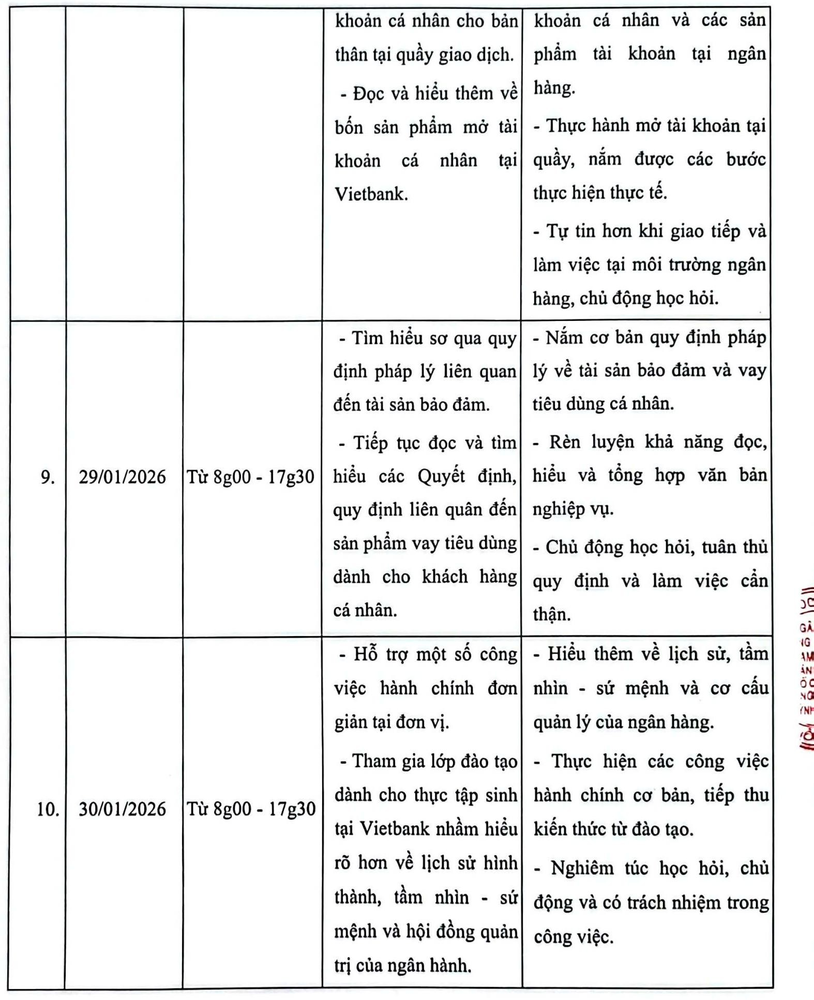 khoản cá nhân cho bản
thân tại quầy giao dịch.
- Đọc và hiểu thêm về
bốn sản phẩm mở tài
khoản cá nhân tại
Vietbank.
khoản cá nhân và các sản
phẩm tài khoản tại ngân
hàng.
- Thực hành mở tài khoản tại
quầy, nắm được các bước
thực hiện thực tế.
- Tự tin hơn khi giao tiếp và
làm việc tại môi trường ngân
hàng, chủ động học hỏi.
9.
29/01/2026
Từ 8g00 - 17g30
- Tìm hiểu sơ qua quy
định pháp lý liên quan
đến tài sản bảo đảm.
- Tiếp tục đọc và tìm
hiểu các Quyết định,
quy định liên quân đến
sản phẩm vay tiêu dùng
dành cho khách hàng
cá nhân.
- Nắm cơ bản quy định pháp
lý về tài sản bảo đảm và vay
tiêu dùng cá nhân.
- Rèn luyện khả năng đọc,
hiểu và tổng hợp văn bản
nghiệp vụ.
- Chủ động học hỏi, tuân thủ
quy định và làm việc cẩn
thận.
10.
30/01/2026
Từ 8g00 - 17g30
- Hỗ trợ một số công
việc hành chính đơn
giản tại đơn vị.
- Tham gia lớp đào tạo
dành cho thực tập sinh
tại Vietbank nhằm hiểu
rõ hơn về lịch sử hình
thành, tầm nhìn - sứ
mệnh và hội đồng quản
trị của ngân hành.
- Hiểu thêm về lịch sử, tầm
nhìn - sứ mệnh và cơ cấu
quản lý của ngân hàng.
- Thực hiện các công việc
hành chính cơ bản, tiếp thu
kiến thức từ đào tạo.
- Nghiêm túc học hỏi, chủ
động và có trách nhiệm trong
công việc.